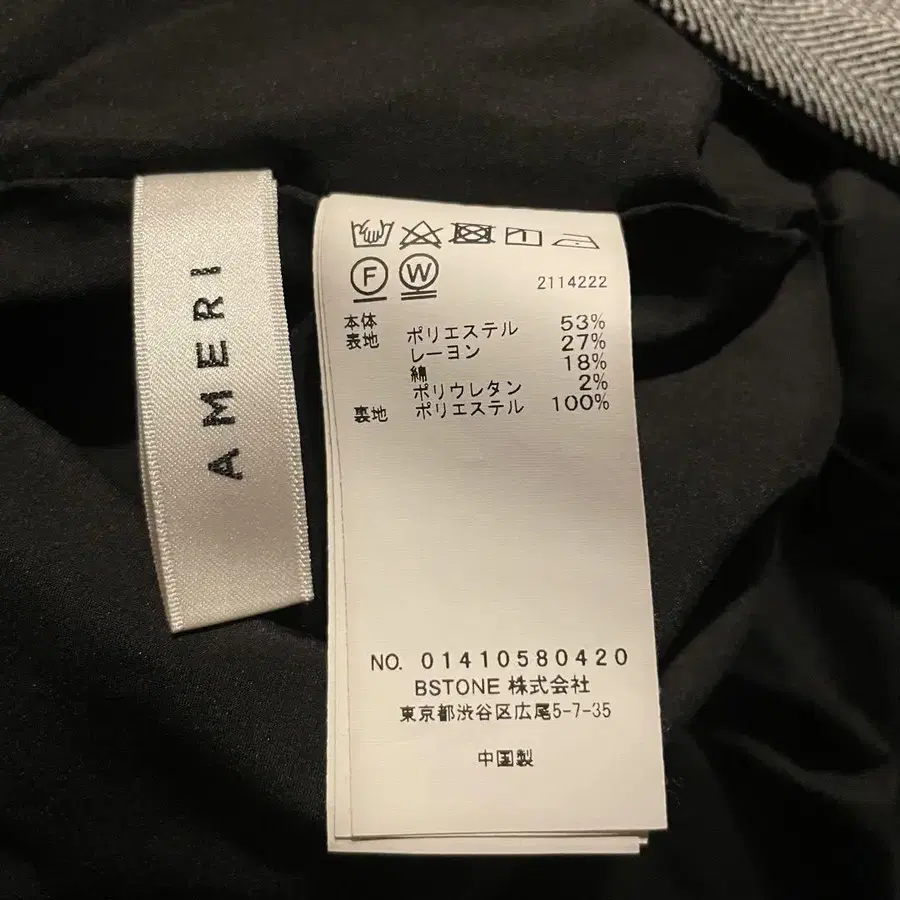 AMERI
F W
2114222
本体 ポリエステル 53%
表地 レーヨン 27%
綿 18%
ポリウレタン 2%
裏地 ポリエステル 100%
NO. 01410580420
BSTONE 株式会社
東京都渋谷区広尾5-7-35
中国製